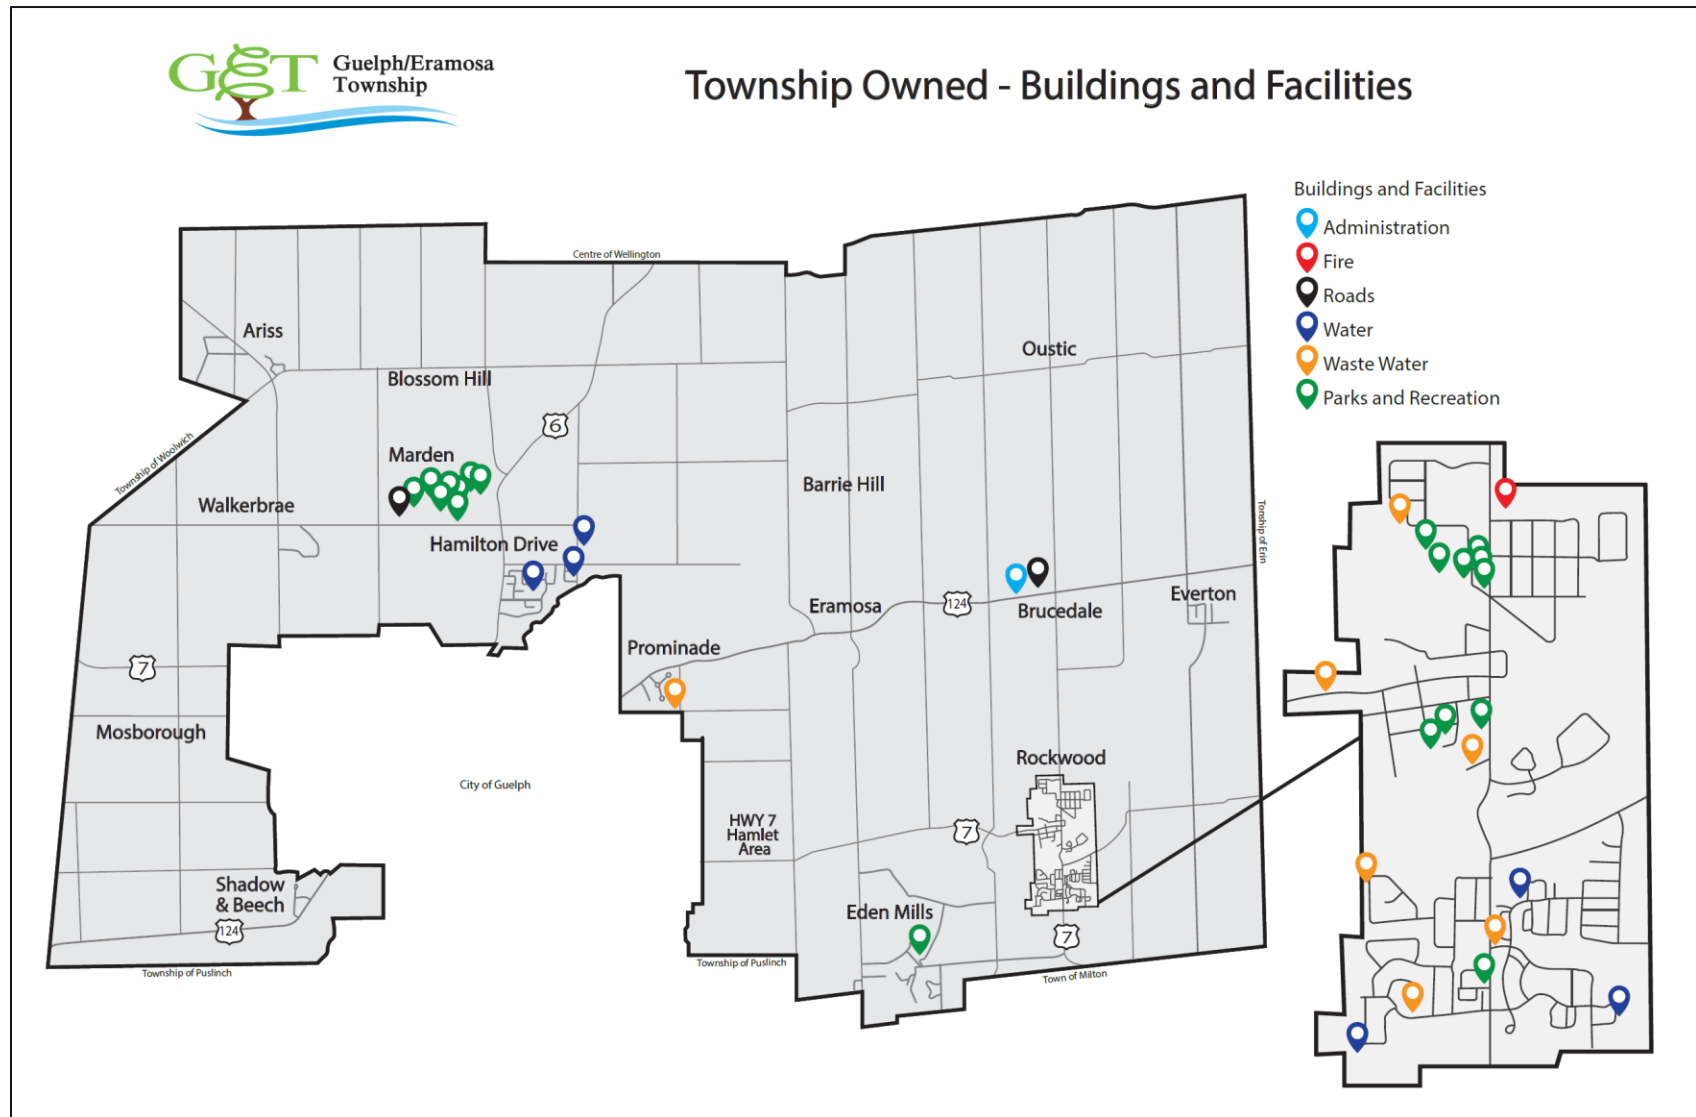 GET
Guelph/Eramosa
Township
Township Owned - Buildings and Facilities
Buildings and Facilities
Administration
Fire
Roads
Water
Waste Water
Parks and Recreation
Centre of Wellington
Ariss
Oustic
Blossom Hill
6
Township of Woolwich
Marden
Walkerbrae
Barrie Hill
Tonship of Erin
Hamilton Drive
Eramosa
124
Brucedale
Everton
Prominade
7
Mosborough
Rockwood
City of Guelph
HWY 7
Hamlet
Area
7
Shadow
& Beech
124
Eden Mills
7
Township of Puslinch
Township of Puslinch
Town of Milton